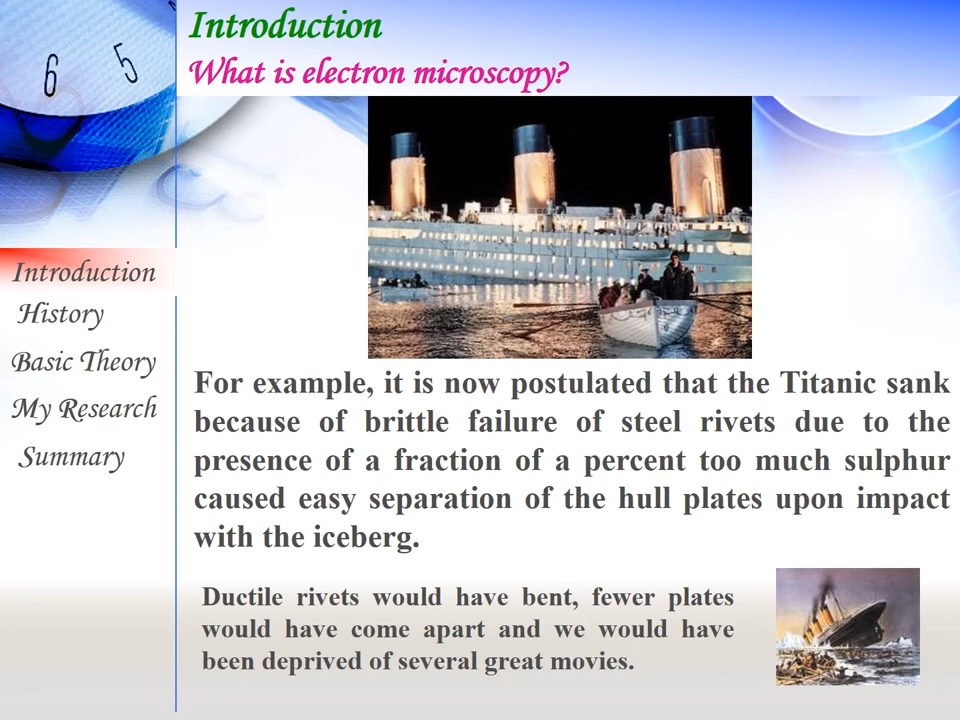 6 5
Introduction
What is electron microscopy?
Introduction
History
Basic Theory
My Research
Summary
For example, it is now postulated that the Titanic sank
because of brittle failure of steel rivets due to the
presence of a fraction of a percent too much sulphur
caused easy separation of the hull plates upon impact
with the iceberg.
Ductile rivets would have bent, fewer plates
would have come apart and we would have
been deprived of several great movies.